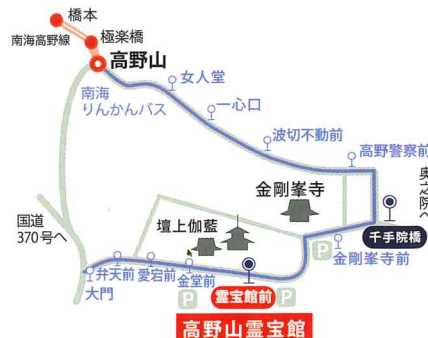 橋本
南海高野線
極楽橋
高野山
南海
りんかんバス
女人堂
一心口
波切不動前
高野警察前
奥之院へ
金剛峯寺
壇上伽藍
千手院橋
国道
370号へ
P
金剛峯寺前
弁天前
愛宕前
金堂前
大門
霊宝館前
P
P
高野山霊宝館